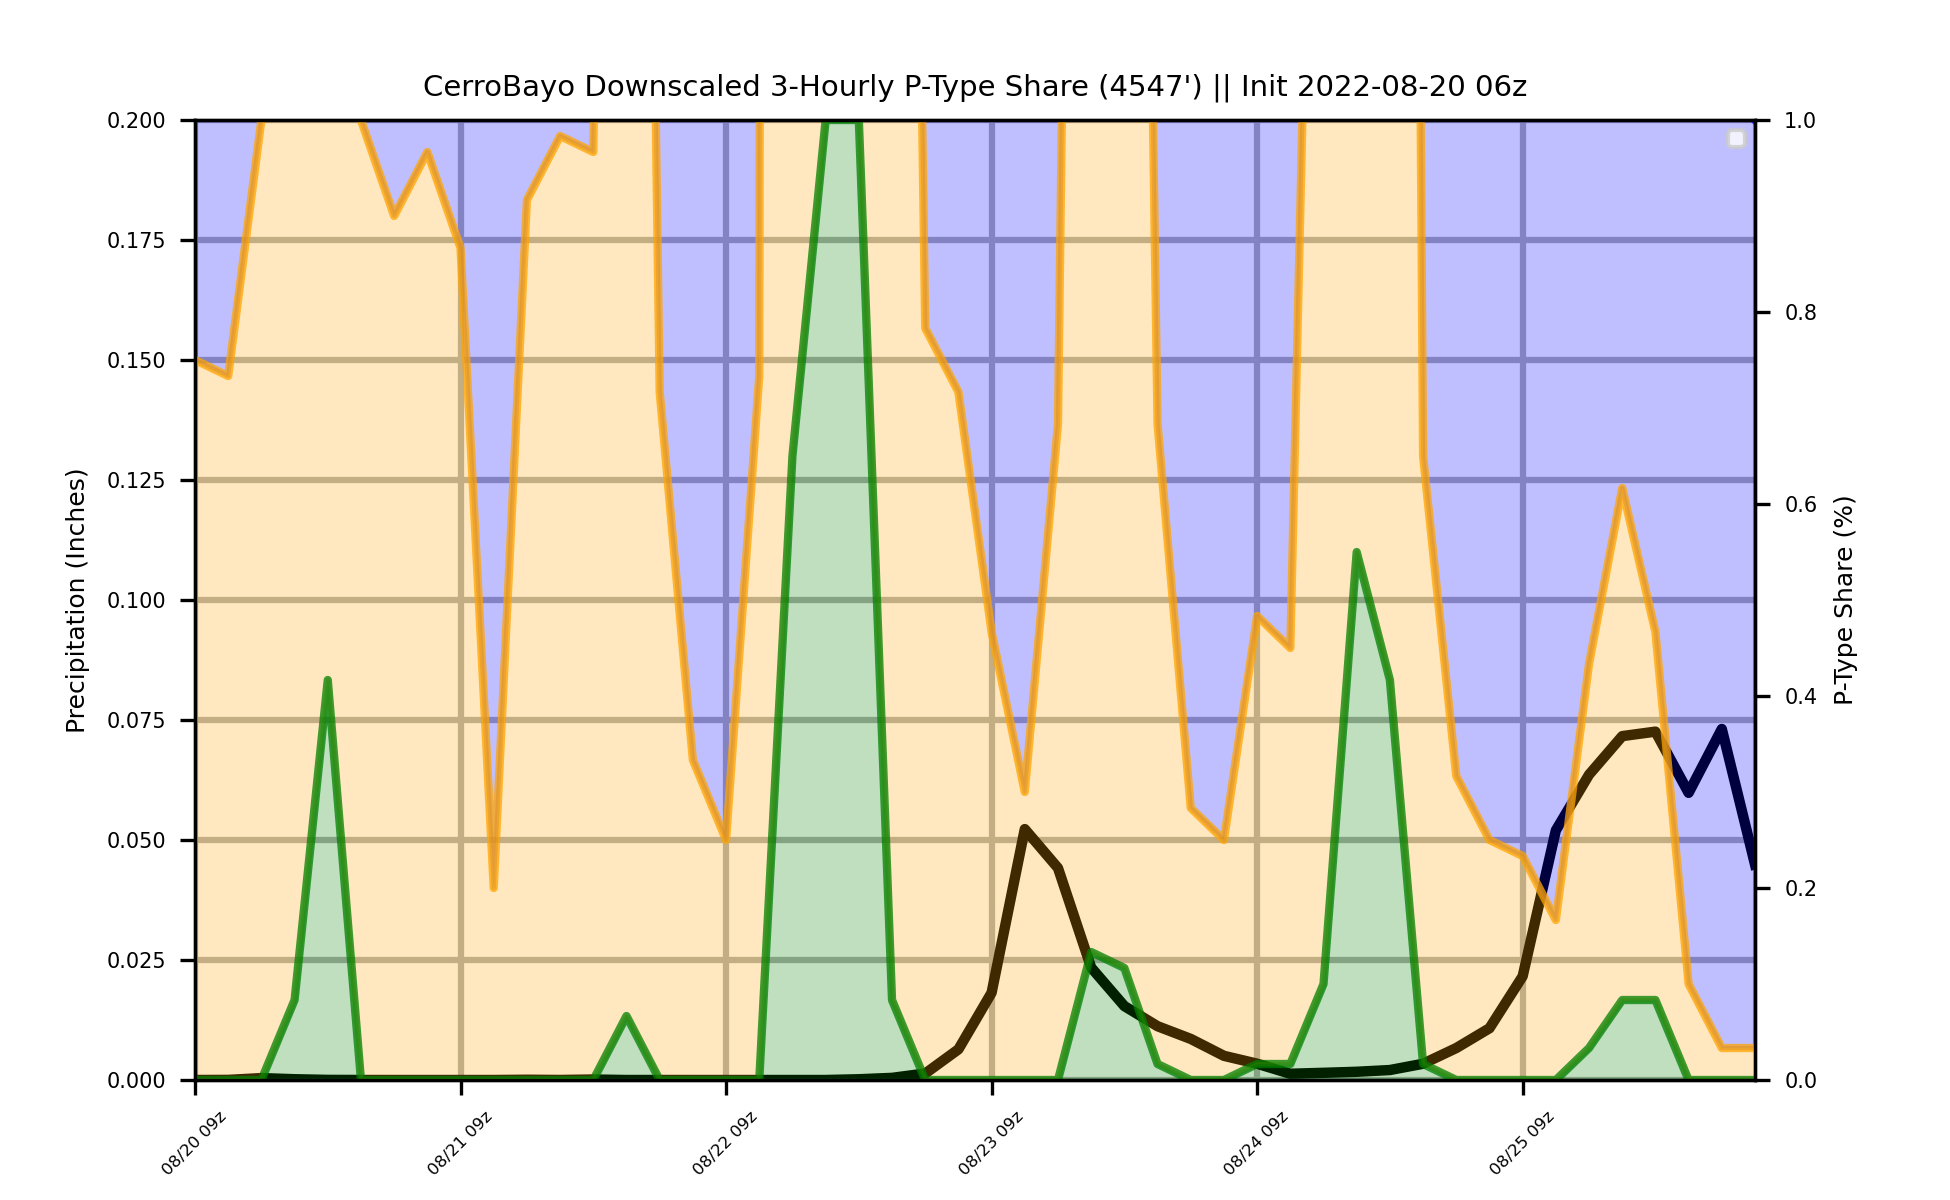 CerroBayo Downscaled 3-Hourly P-Type Share (4547') || Init 2022-08-20 06z
0.200
0.175
0.150
0.125
0.100
0.075
0.050
0.025
0.000
Precipitation (Inches)
1.0
0.8
0.6
0.4
0.2
0.0
P-Type Share (%)
08/20 09z
08/21 09z
08/22 09z
08/23 09z
08/24 09z
08/25 09z